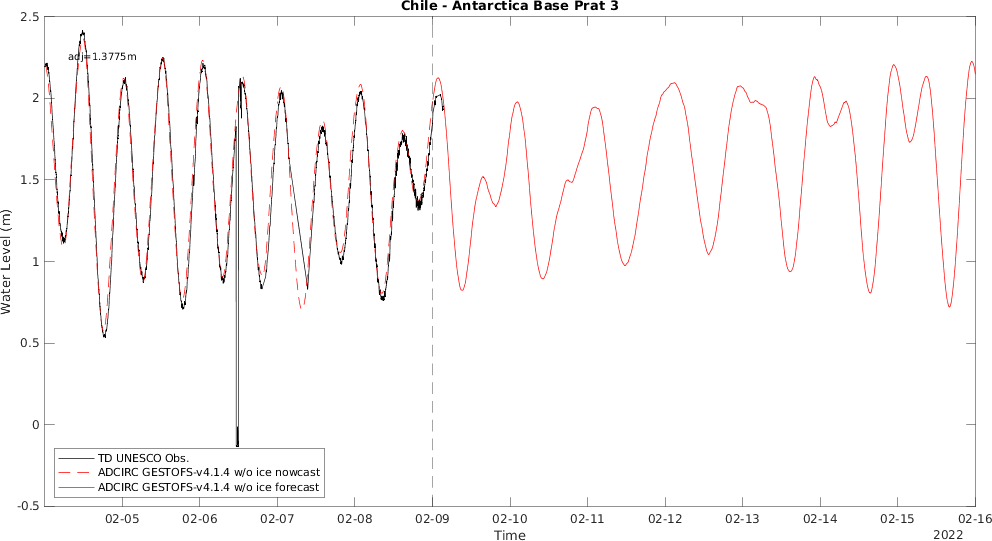 Chile - Antarctica Base Prat 3
2.5
adj=1.3775m
2
1.5
1
0.5
0
-0.5
Water Level (m)
TD UNESCO Obs.
ADCIRC GESTOFS-v4.1.4 w/o ice nowcast
ADCIRC GESTOFS-v4.1.4 w/o ice forecast
02-05 02-06 02-07 02-08 02-09 02-10 02-11 02-12 02-13 02-14 02-15 02-16
Time
2022